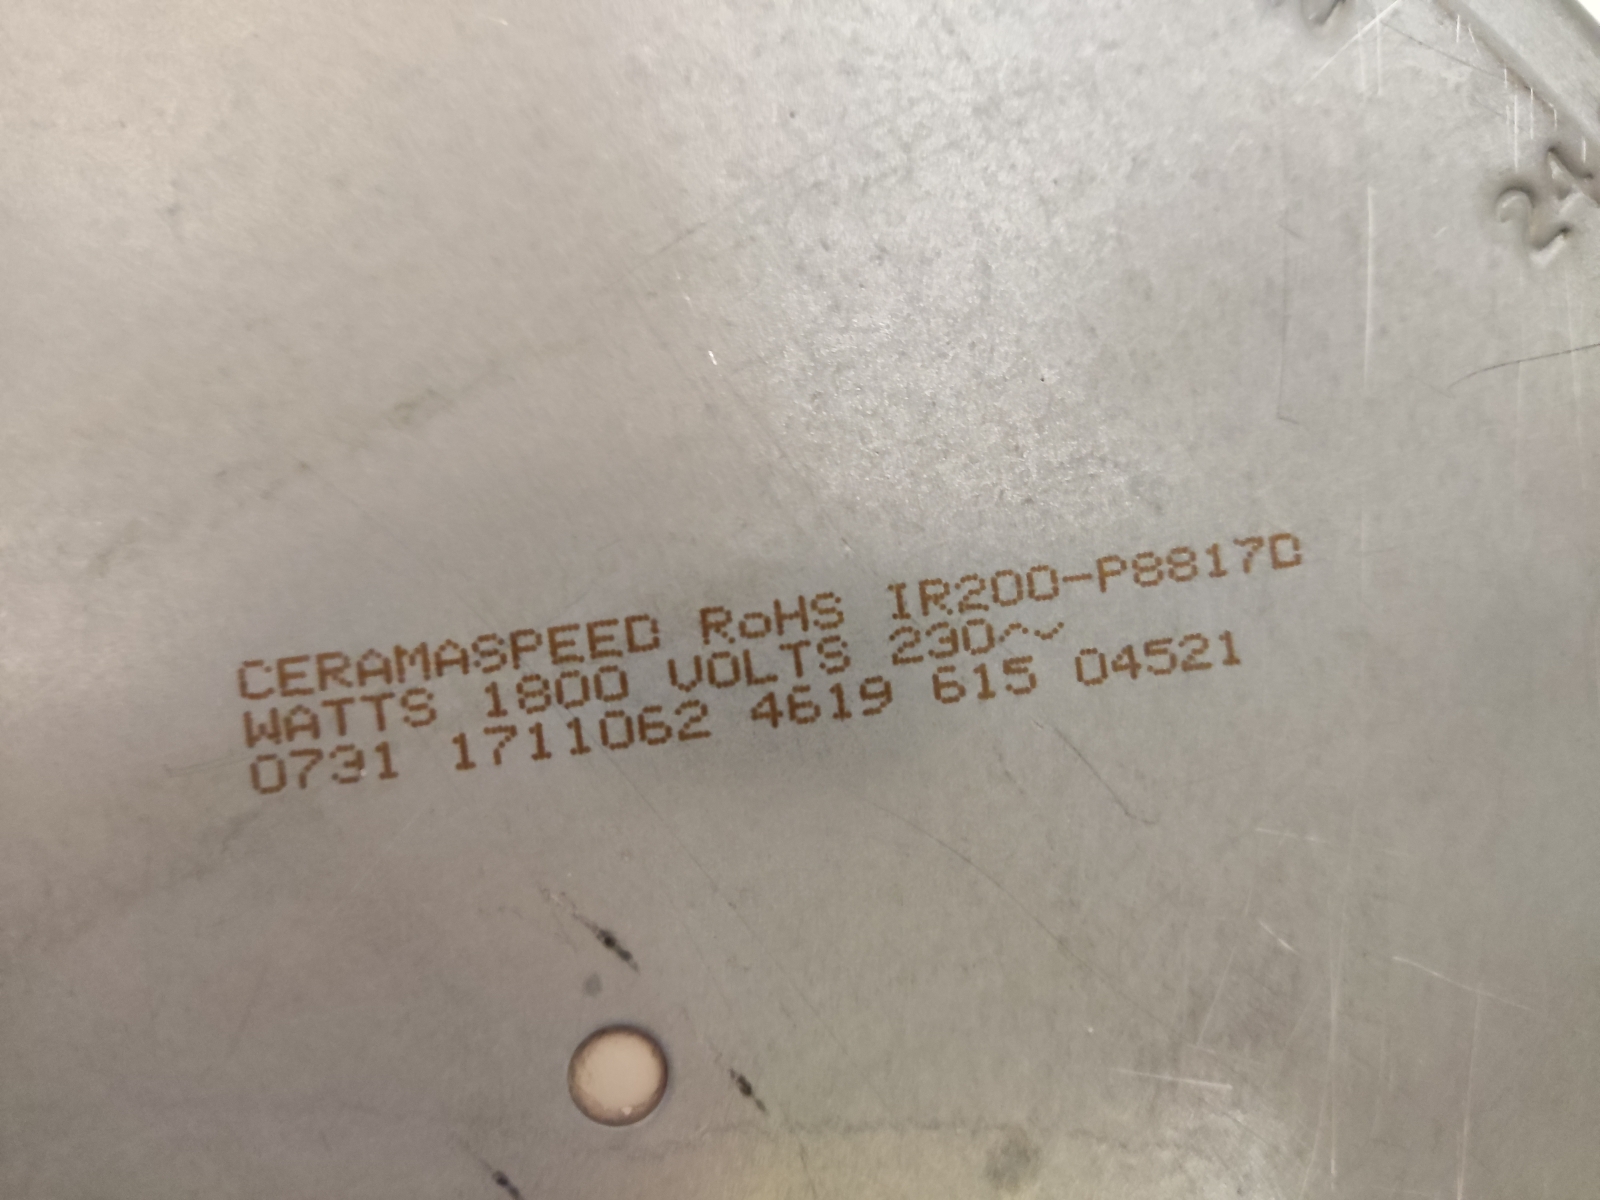 CERAMASPEED RoHS IR200-P8817D
WATTS 1800 VOLTS 230~
0731 1711062 4619 615 04521